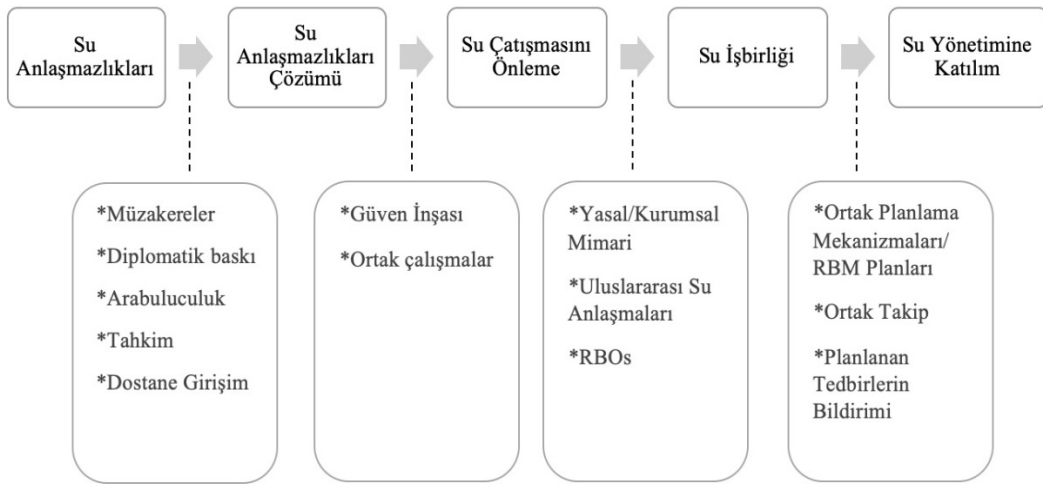 Su
Anlaşmazlıkları
Su
Anlaşmazlıkları
Çözümü
Su Çatışmasını
Önleme
Su İşbirliği
Su Yönetimine
Katılım
*Müzakereler
*Diplomatik baskı
*Arabuluculuk
*Tahkim
*Dostane Girişim
*Güven İnşası
*Ortak çalışmalar
*Yasal/Kurumsal
Mimari
*Uluslararası Su
Anlaşmaları
*RBOs
*Ortak Planlama
Mekanizmaları/
RBM Planları
*Ortak Takip
*Planlanan
Tedbirlerin
Bildirimi